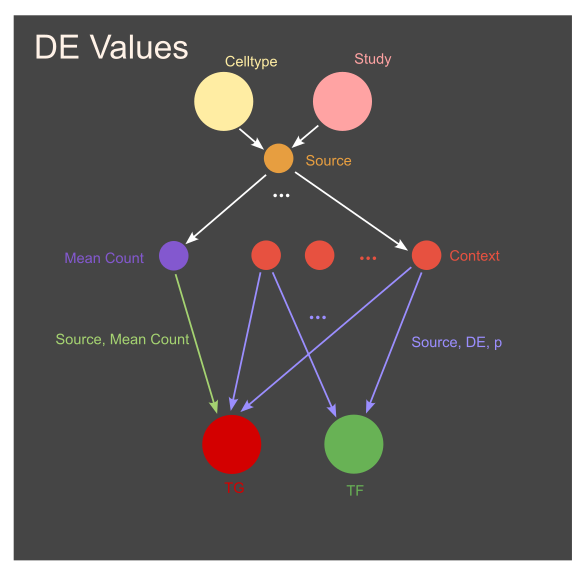 DE Values
Celltype
Study
Source
...
Mean Count
...
Context
...
Source, Mean Count
Source, DE, p
TG
TF